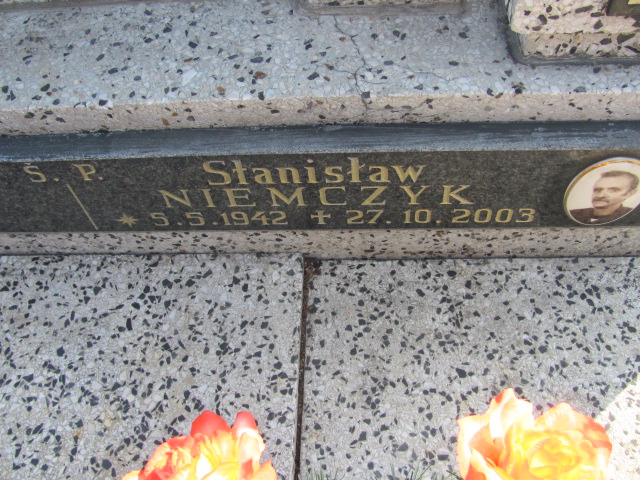 Ś. P.
Stanisław
NIEMCZYK
* 5.5.1942 + 27.10.2003